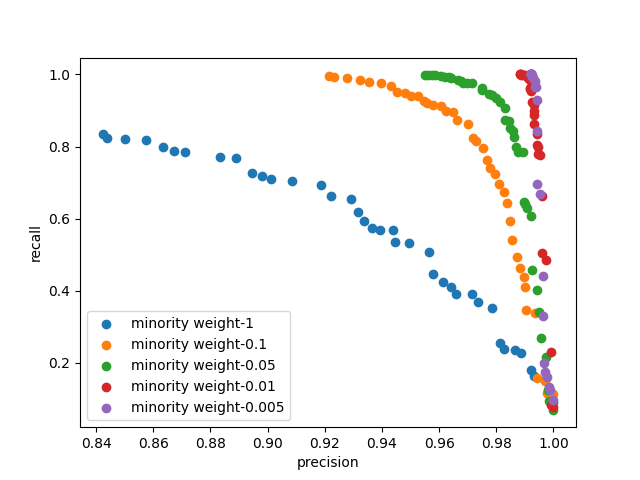 1.0
0.8
0.6
0.4
0.2
recall
minority weight-1
minority weight-0.1
minority weight-0.05
minority weight-0.01
minority weight-0.005
0.84 0.86 0.88 0.90 0.92 0.94 0.96 0.98 1.00
precision